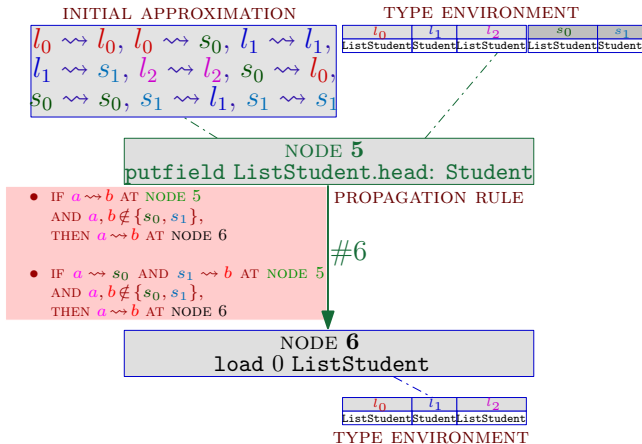 INITIAL APPROXIMATION
l₀ ⇝ l₀, l₀ ⇝ s₀, l₁ ⇝ l₁,
l₁ ⇝ s₁, l₂ ⇝ l₂, s₀ ⇝ l₀,
s₀ ⇝ s₀, s₁ ⇝ l₁, s₁ ⇝ s₁
TYPE ENVIRONMENT
l₀ l₁ l₂ s₀ s₁
ListStudent Student ListStudent ListStudent Student
NODE 5
putfield ListStudent.head: Student
PROPAGATION RULE
• IF a ⇝ b AT NODE 5
AND a, b ∉ {s₀, s₁},
THEN a ⇝ b AT NODE 6
• IF a ⇝ s₀ AND s₁ ⇝ b AT NODE 5
AND a, b ∉ {s₀, s₁},
THEN a ⇝ b AT NODE 6
#6
NODE 6
load 0 ListStudent
l₀ l₁ l₂
ListStudent Student ListStudent
TYPE ENVIRONMENT